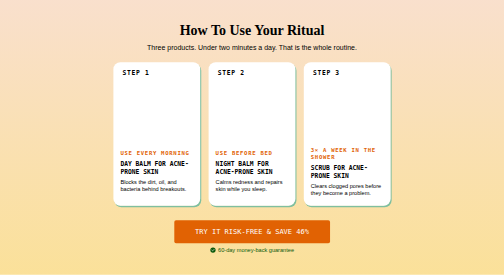 How To Use Your Ritual
Three products. Under two minutes a day. That is the whole routine.
STEP 1
USE EVERY MORNING
DAY BALM FOR ACNE-
PRONE SKIN
Blocks the dirt, oil, and
bacteria behind breakouts.
STEP 2
USE BEFORE BED
NIGHT BALM FOR
ACNE-PRONE SKIN
Calms redness and repairs
skin while you sleep.
STEP 3
3× A WEEK IN THE
SHOWER
SCRUB FOR ACNE-
PRONE SKIN
Clears clogged pores before
they become a problem.
TRY IT RISK-FREE & SAVE 46%
60-day money-back guarantee